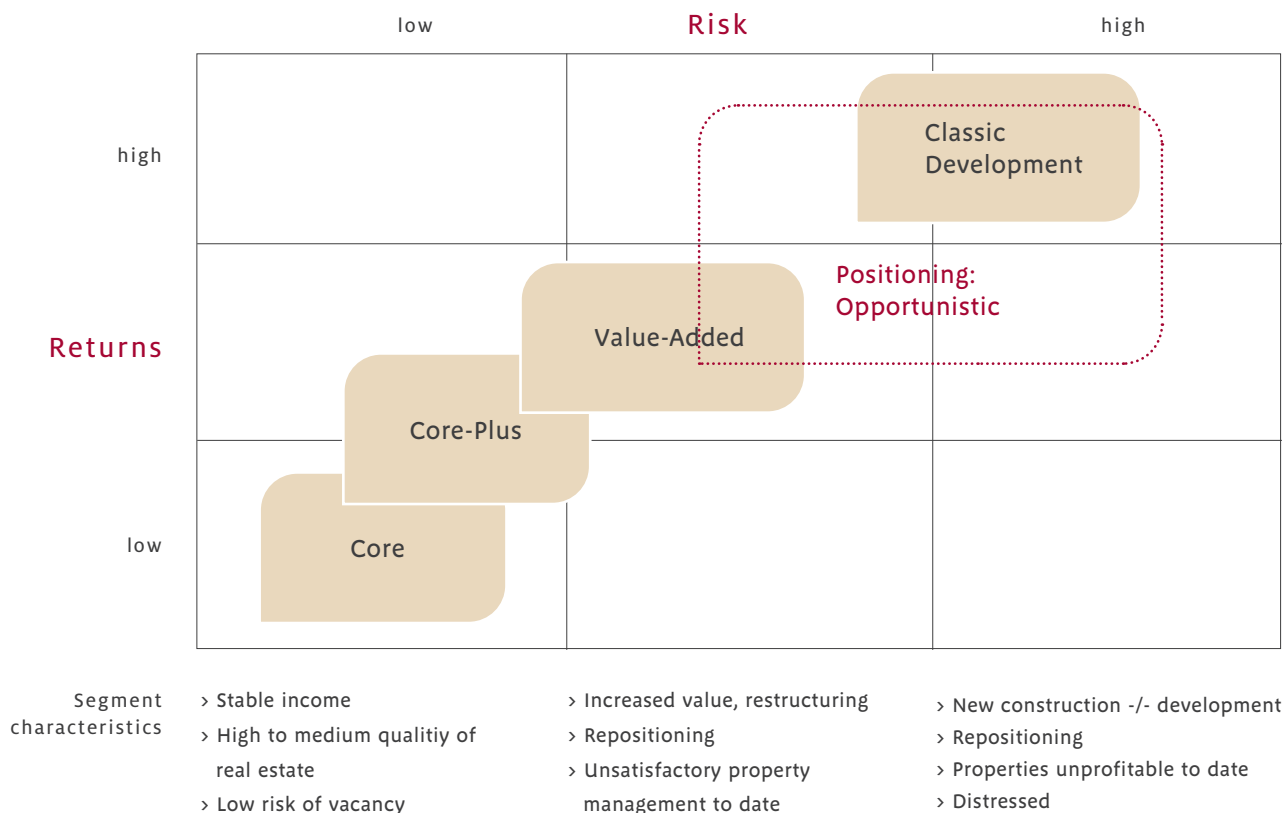 low
Risk
high
high
Classic
Development
Positioning:
Opportunistic
Returns
Value-Added
Core-Plus
low
Core
Segment
characteristics
› Stable income
› High to medium qualitiy of
real estate
› Low risk of vacancy
› Increased value, restructuring
› Repositioning
› Unsatisfactory property
management to date
› New construction -/- development
› Repositioning
› Properties unprofitable to date
› Distressed